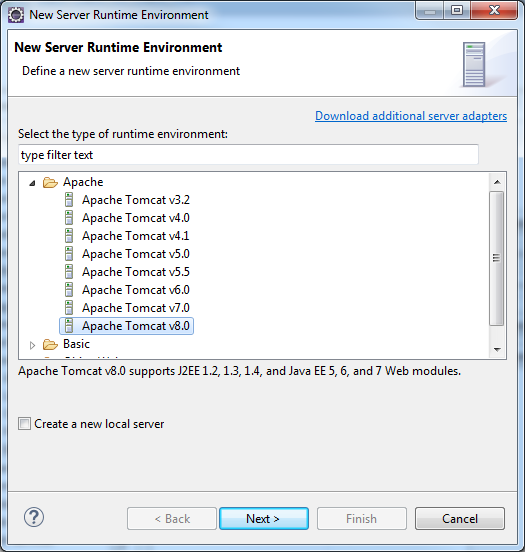 New Server Runtime Environment
New Server Runtime Environment
Define a new server runtime environment
Download additional server adapters
Select the type of runtime environment:
type filter text
Apache
Apache Tomcat v3.2
Apache Tomcat v4.0
Apache Tomcat v4.1
Apache Tomcat v5.0
Apache Tomcat v5.5
Apache Tomcat v6.0
Apache Tomcat v7.0
Apache Tomcat v8.0
Basic
Apache Tomcat v8.0 supports J2EE 1.2, 1.3, 1.4, and Java EE 5, 6, and 7 Web modules.
Create a new local server
? < Back Next > Finish Cancel